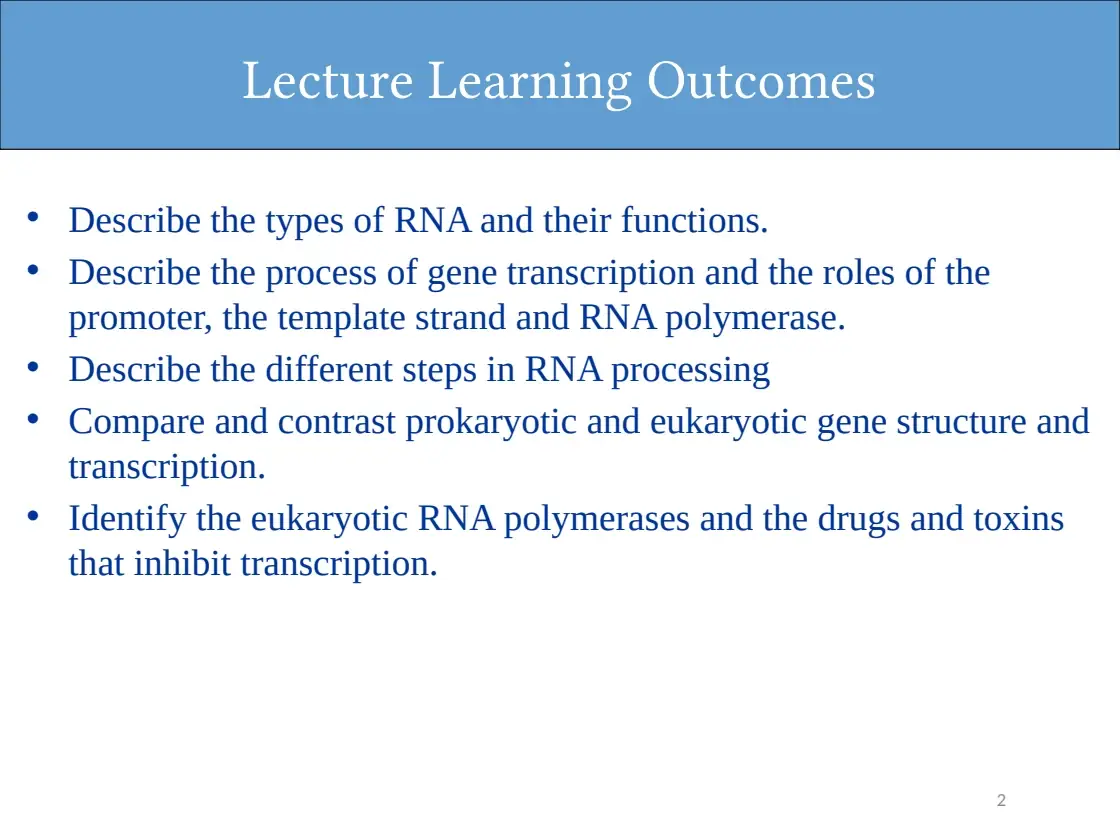 Lecture Learning Outcomes
• Describe the types of RNA and their functions.
• Describe the process of gene transcription and the roles of the
promoter, the template strand and RNA polymerase.
• Describe the different steps in RNA processing
• Compare and contrast prokaryotic and eukaryotic gene structure and
transcription.
• Identify the eukaryotic RNA polymerases and the drugs and toxins
that inhibit transcription.
2